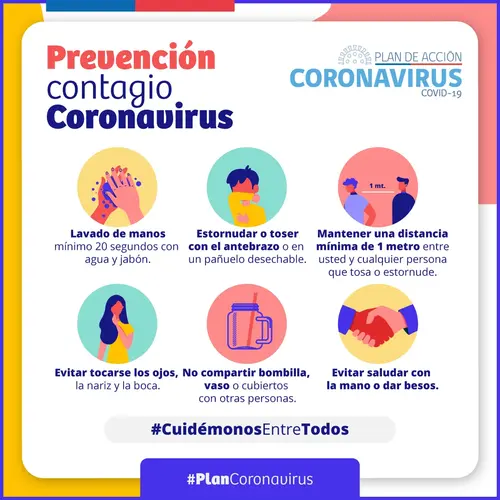 Prevención
contagio
Coronavirus
PLAN DE ACCIÓN
CORONAVIRUS
COVID-19
Lavado de manos
mínimo 20 segundos con
agua y jabón.
Estornudar o toser
con el antebrazo o en
un pañuelo desechable.
1 mt.
Mantener una distancia
mínima de 1 metro entre
usted y cualquier persona
que tosa o estornude.
Evitar tocarse los ojos,
la nariz y la boca.
No compartir bombilla,
vaso o cubiertos
con otras personas.
Evitar saludar con
la mano o dar besos.
#CuidémonosEntreTodos
#PlanCoronavirus